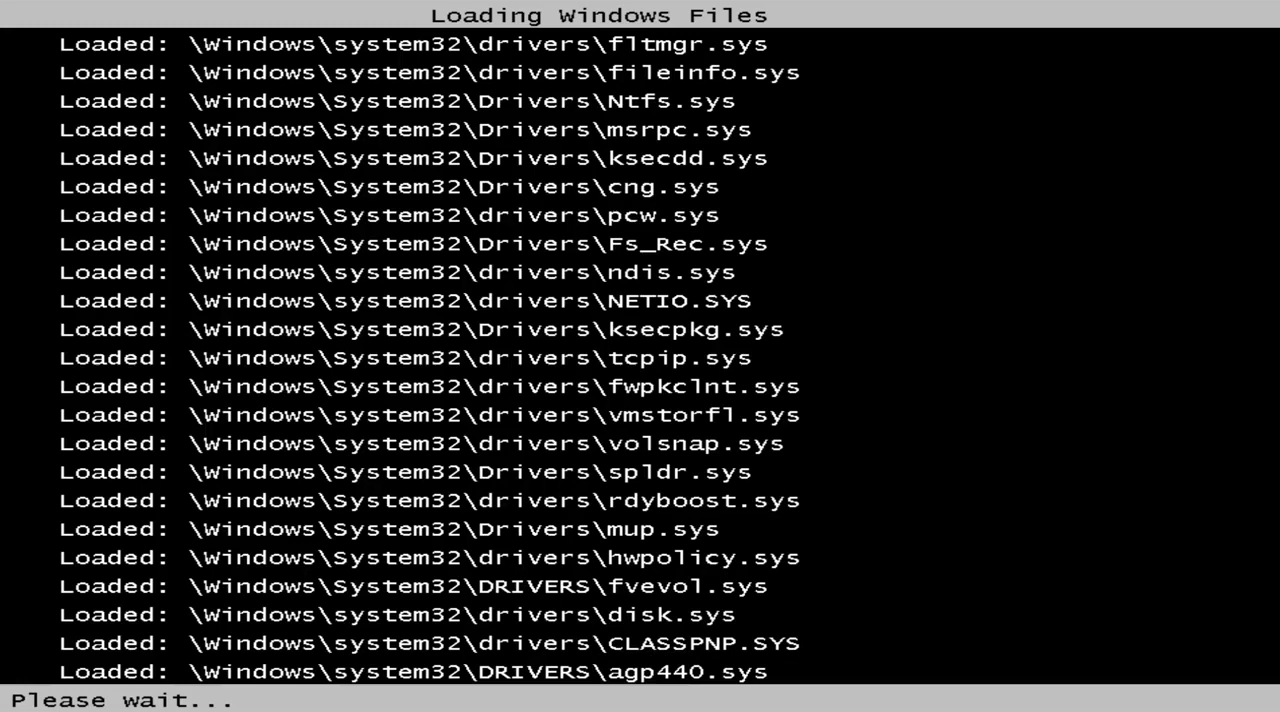 Loading Windows Files
Loaded: \Windows\system32\drivers\fltmgr.sys
Loaded: \Windows\system32\drivers\fileinfo.sys
Loaded: \Windows\System32\Drivers\Ntfs.sys
Loaded: \Windows\System32\Drivers\msrpc.sys
Loaded: \Windows\System32\Drivers\ksecdd.sys
Loaded: \Windows\System32\Drivers\cng.sys
Loaded: \Windows\System32\drivers\pcw.sys
Loaded: \Windows\System32\Drivers\Fs_Rec.sys
Loaded: \Windows\system32\drivers\ndis.sys
Loaded: \Windows\system32\drivers\NETIO.SYS
Loaded: \Windows\System32\Drivers\ksecpkg.sys
Loaded: \Windows\System32\drivers\tcpip.sys
Loaded: \Windows\System32\drivers\fwpkclnt.sys
Loaded: \Windows\system32\drivers\vmstorfl.sys
Loaded: \Windows\system32\drivers\volsnap.sys
Loaded: \Windows\System32\Drivers\spldr.sys
Loaded: \Windows\System32\drivers\rdyboost.sys
Loaded: \Windows\System32\Drivers\mup.sys
Loaded: \Windows\System32\drivers\hwpolicy.sys
Loaded: \Windows\System32\DRIVERS\fvevol.sys
Loaded: \Windows\system32\drivers\disk.sys
Loaded: \Windows\system32\drivers\CLASSPNP.SYS
Loaded: \Windows\system32\DRIVERS\agp440.sys
Please wait...